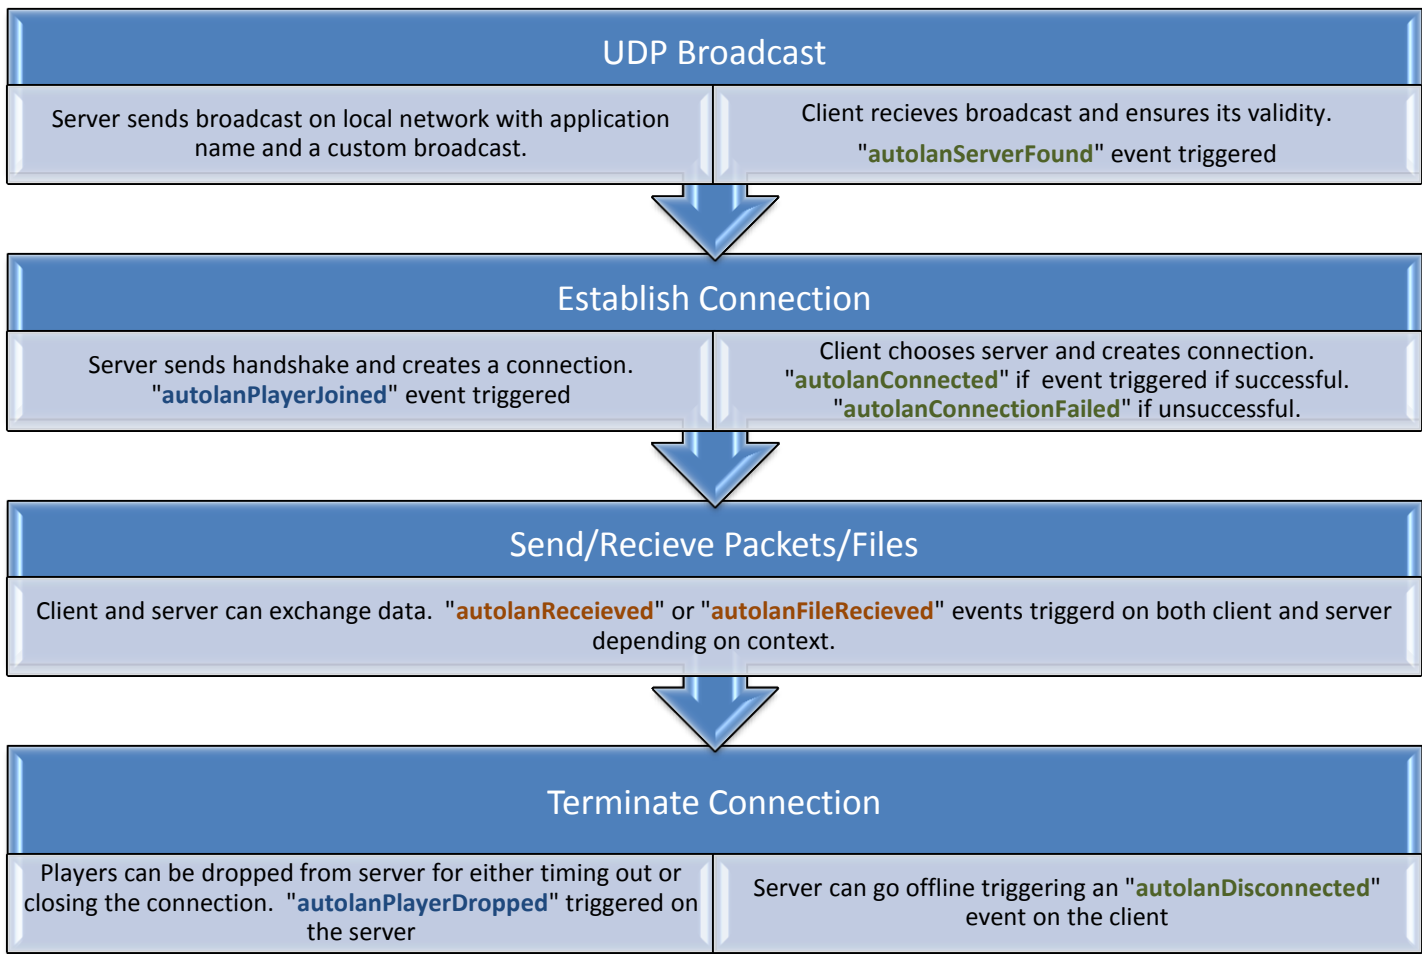 UDP Broadcast
Server sends broadcast on local network with application
name and a custom broadcast.
Client recieves broadcast and ensures its validity.
"autolanServerFound" event triggered
Establish Connection
Server sends handshake and creates a connection.
"autolanPlayerJoined" event triggered
Client chooses server and creates connection.
"autolanConnected" if  event triggered if successful.
"autolanConnectionFailed" if unsuccessful.
Send/Recieve Packets/Files
Client and server can exchange data.  "autolanReceieved" or "autolanFileRecieved" events triggerd on both client and server
depending on context.
Terminate Connection
Players can be dropped from server for either timing out or
closing the connection.  "autolanPlayerDropped" triggered on
the server
Server can go offline triggering an "autolanDisconnected"
event on the client